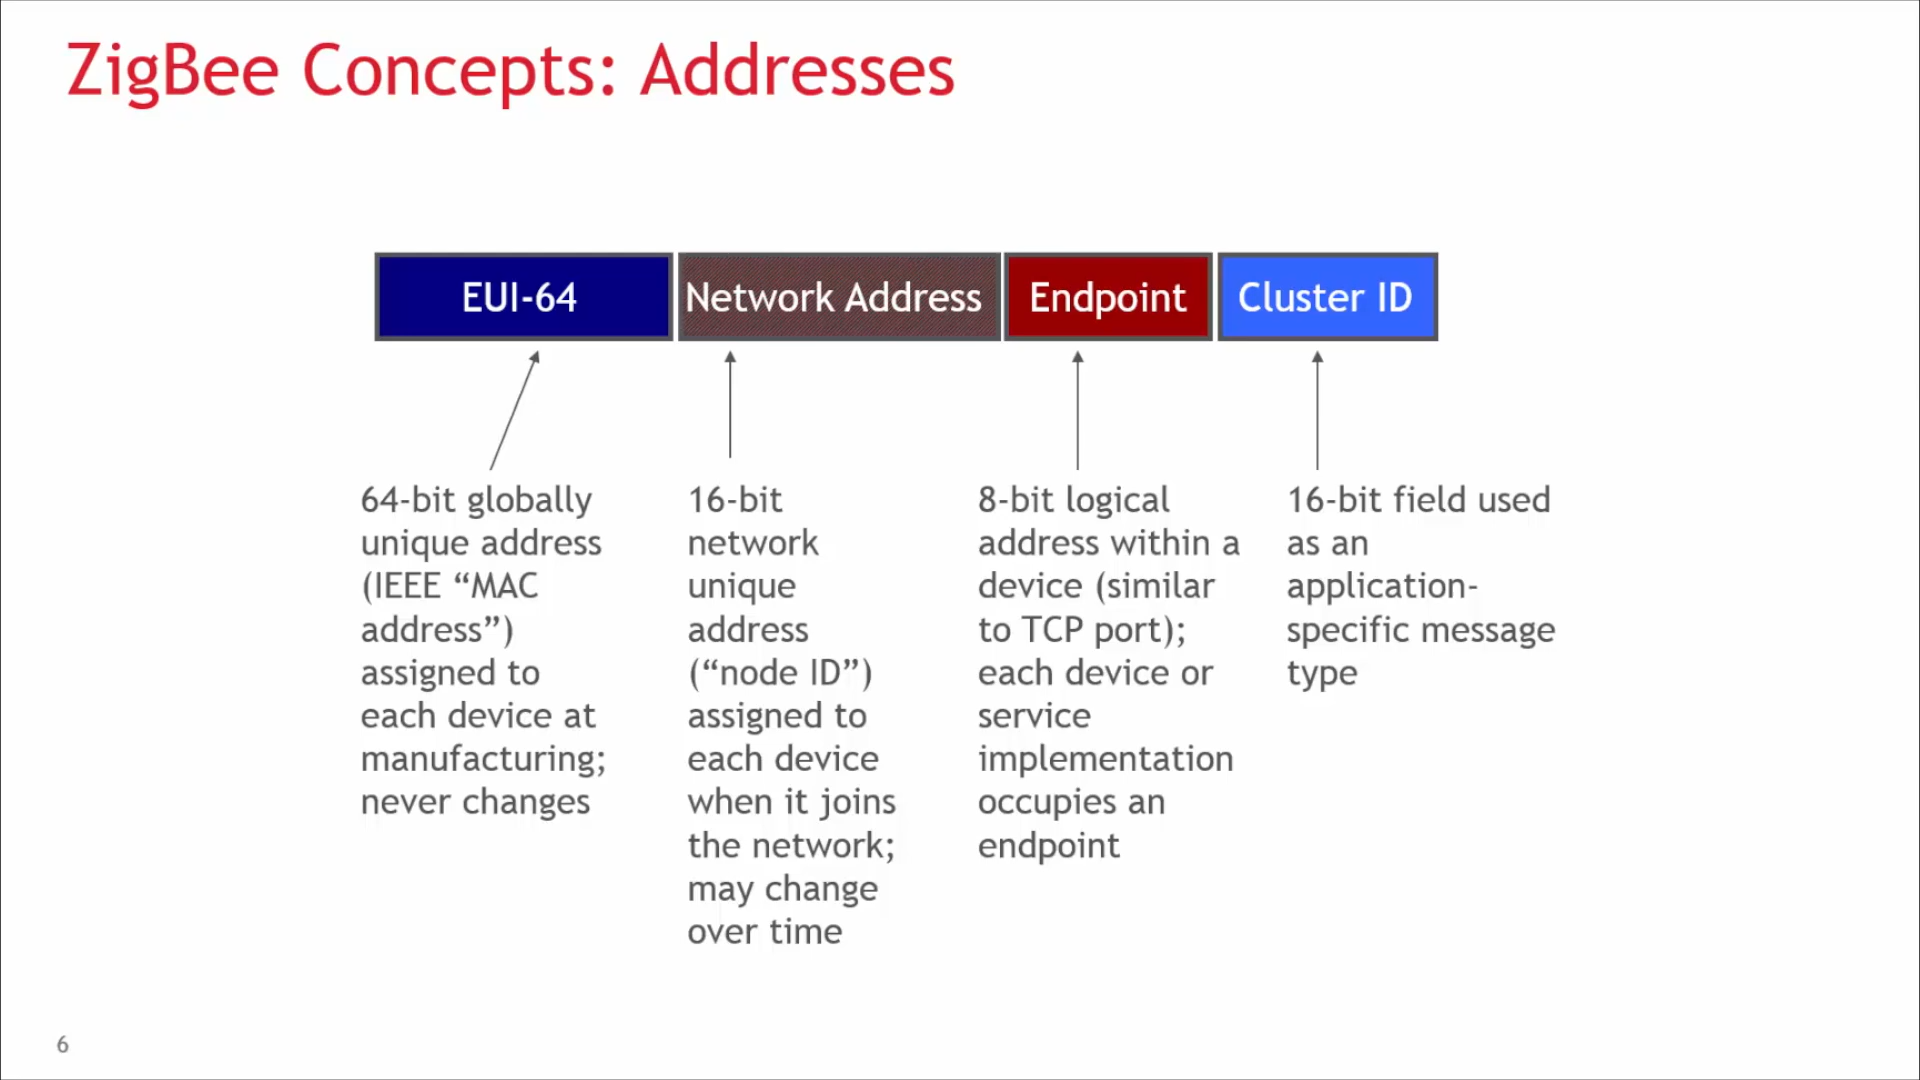 ZigBee Concepts: Addresses
EUI-64
Network Address
Endpoint
Cluster ID
64-bit globally
unique address
(IEEE “MAC
address”)
assigned to
each device at
manufacturing;
never changes
16-bit
network
unique
address
(“node ID”)
assigned to
each device
when it joins
the network;
may change
over time
8-bit logical
address within a
device (similar
to TCP port);
each device or
service
implementation
occupies an
endpoint
16-bit field used
as an
application-
specific message
type
6